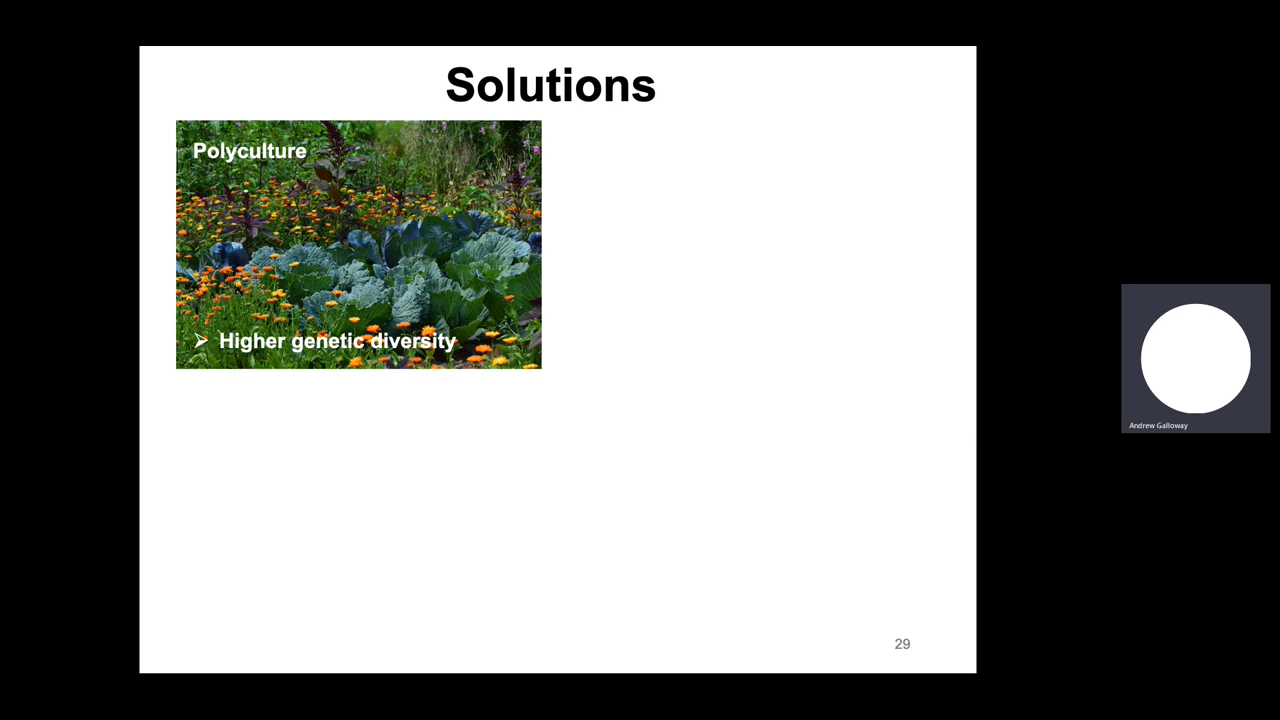 Solutions
Polyculture
➢ Higher genetic diversity
Andrew Galloway
29